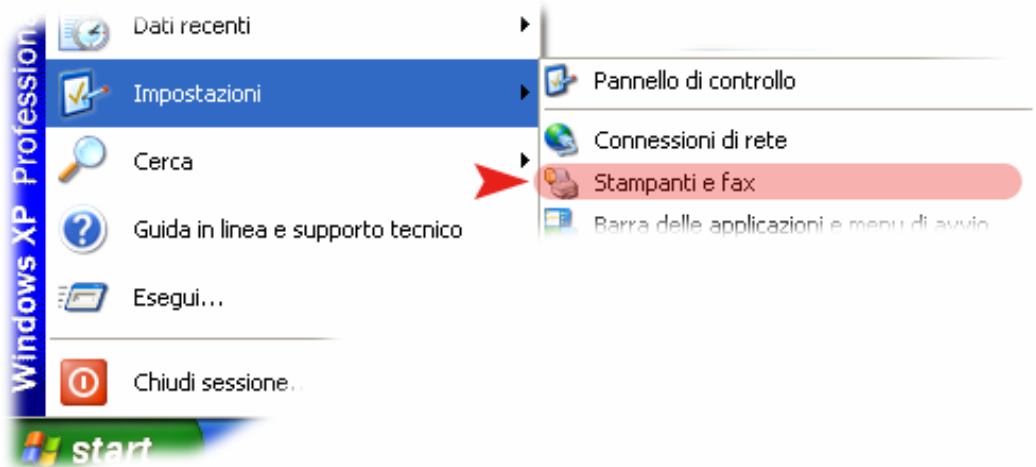 Dati recenti
Impostazioni
Cerca
Guida in linea e supporto tecnico
Esegui...
Chiudi sessione...
Pannello di controllo
Connessioni di rete
Stampanti e fax
Barra delle applicazioni e menu di avvio
Windows XP Professional
start